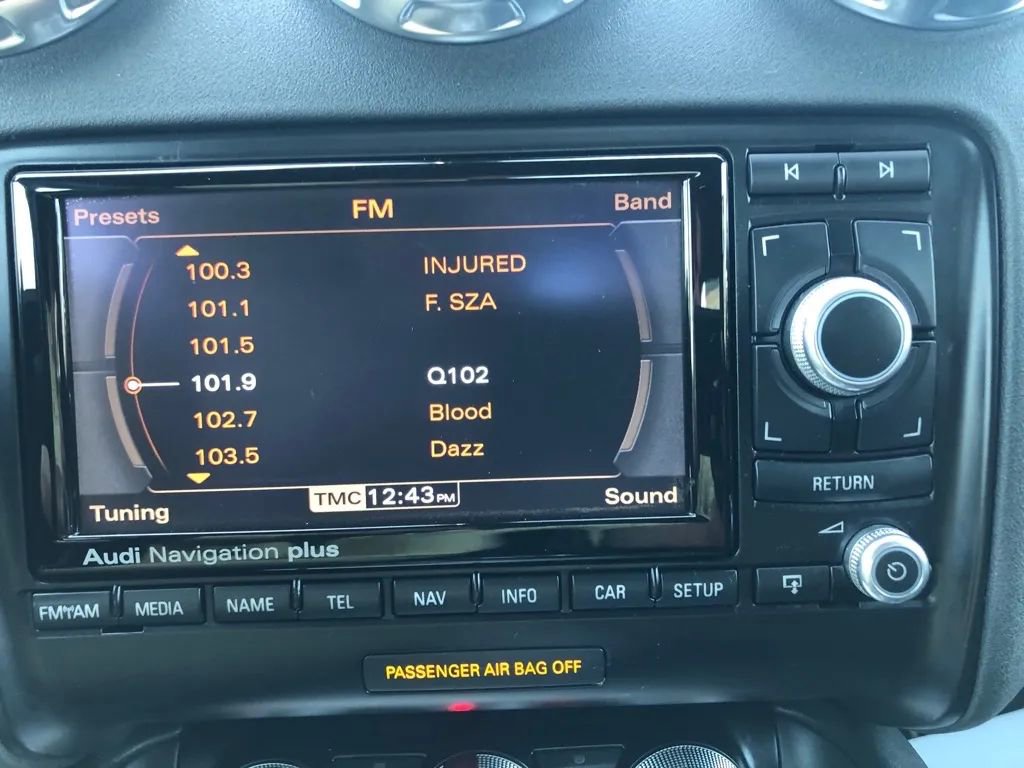 Presets FM Band
100.3 INJURED
101.1 F. SZA
101.5
101.9 Q102
102.7 Blood
103.5 Dazz
Tuning TMC 12:43 PM Sound
Audi Navigation plus
RETURN
FM/AM MEDIA NAME TEL NAV INFO CAR SETUP
PASSENGER AIR BAG OFF